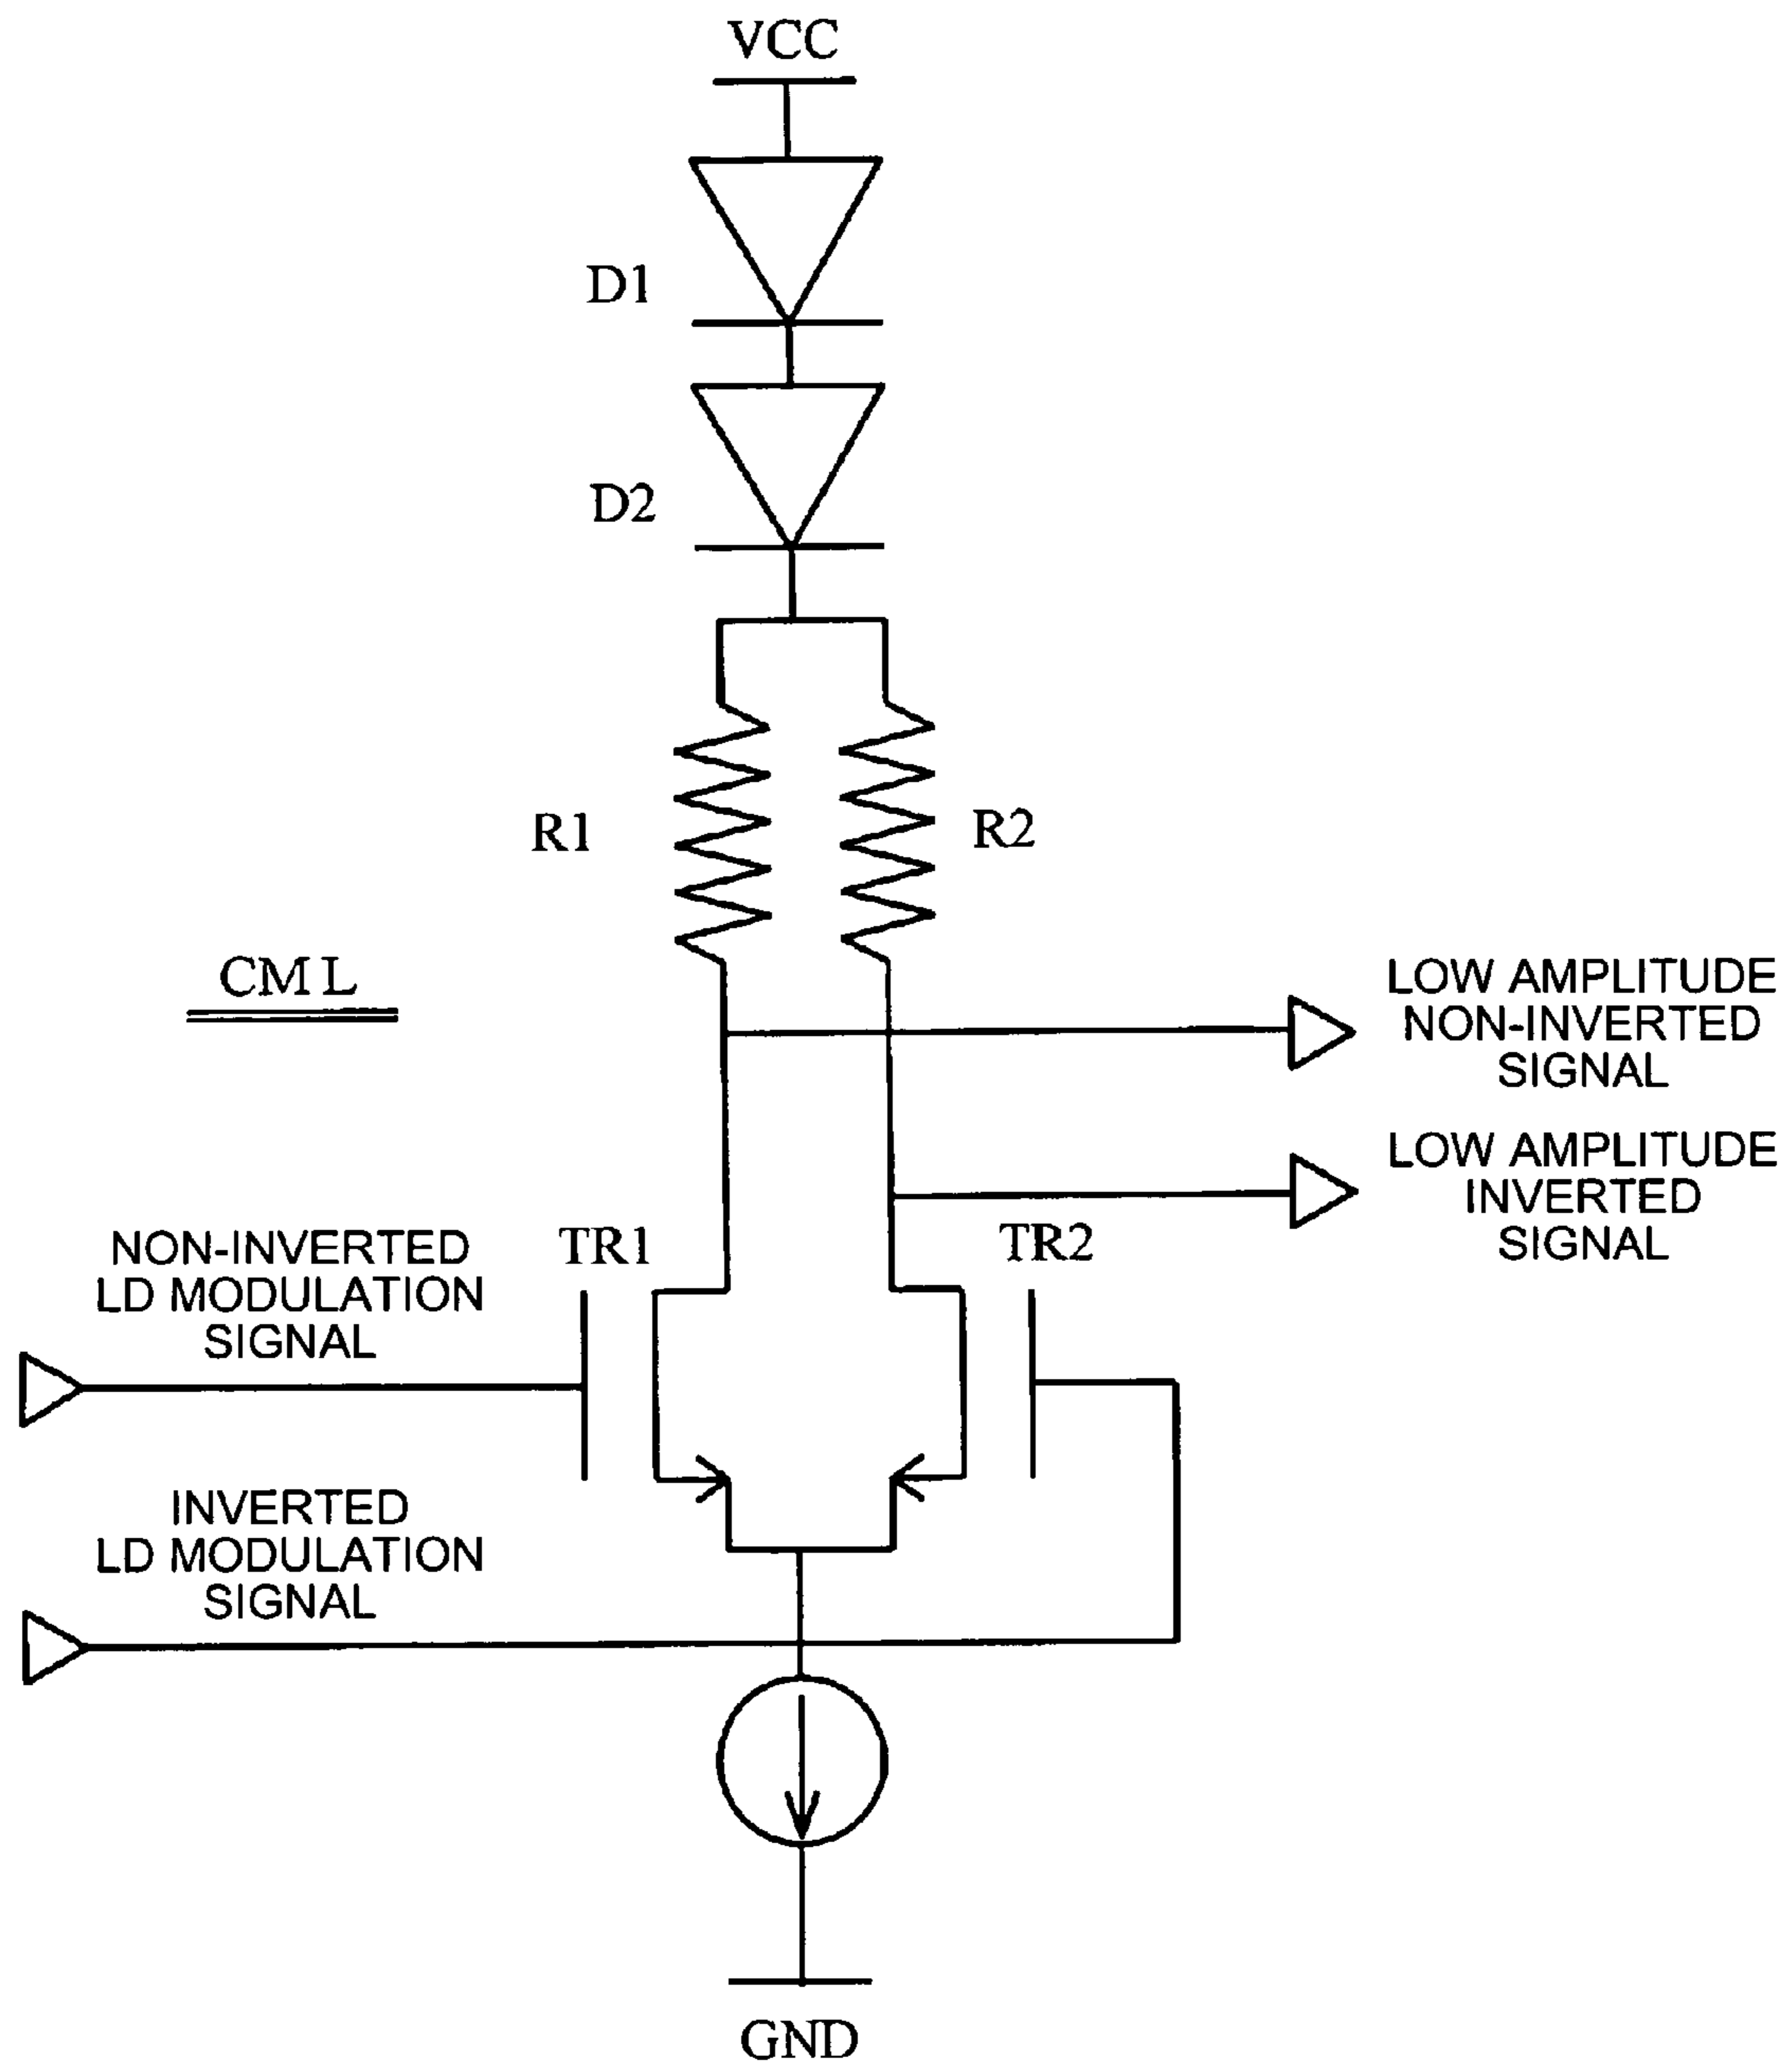 VCC
D1
D2
R1
R2
CML
LOW AMPLITUDE
NON-INVERTED
SIGNAL
LOW AMPLITUDE
INVERTED
SIGNAL
TR1
TR2
NON-INVERTED
LD MODULATION
SIGNAL
INVERTED
LD MODULATION
SIGNAL
GND